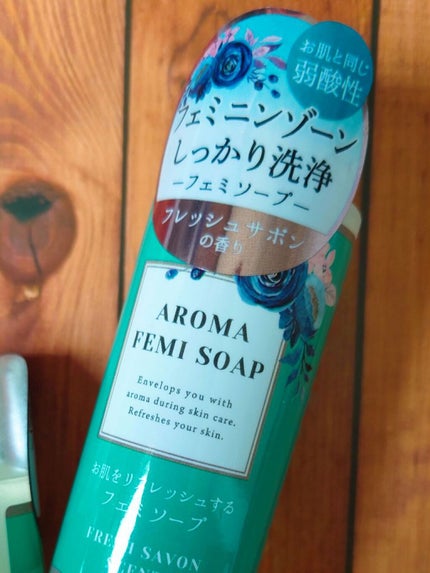 お肌と同じ
弱酸性
フェミニンゾーン
しっかり洗浄
–フェミソープ–
フレッシュサボン
の香り
AROMA
FEMI SOAP
Envelops you with
aroma during skin care.
Refreshes your skin.
お肌をリフレッシュする
フェミソープ
FRESH SAVON
SCENT